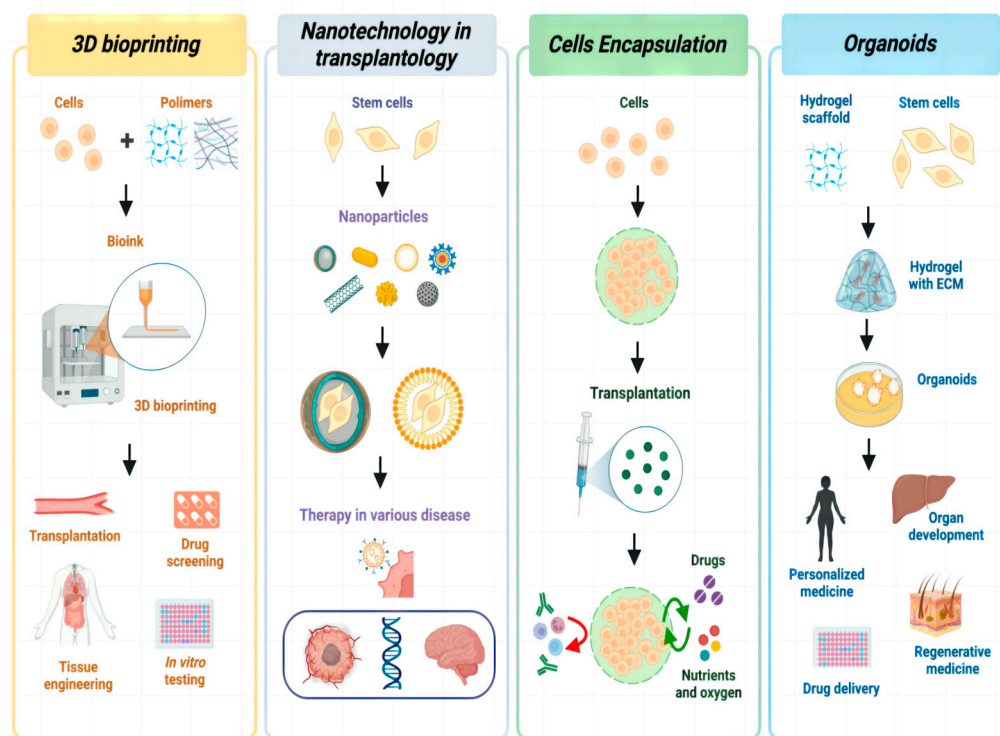 3D bioprinting
Cells
Polimers
+
Bioink
3D bioprinting
Transplantation
Drug
screening
Tissue
engineering
In vitro
testing
Nanotechnology in
transplantology
Stem cells
Nanoparticles
Therapy in various disease
Cells Encapsulation
Cells
Transplantation
Drugs
Nutrients
and oxygen
Organoids
Hydrogel
scaffold
Stem cells
Hydrogel
with ECM
Organoids
Organ
development
Personalized
medicine
Regenerative
medicine
Drug delivery